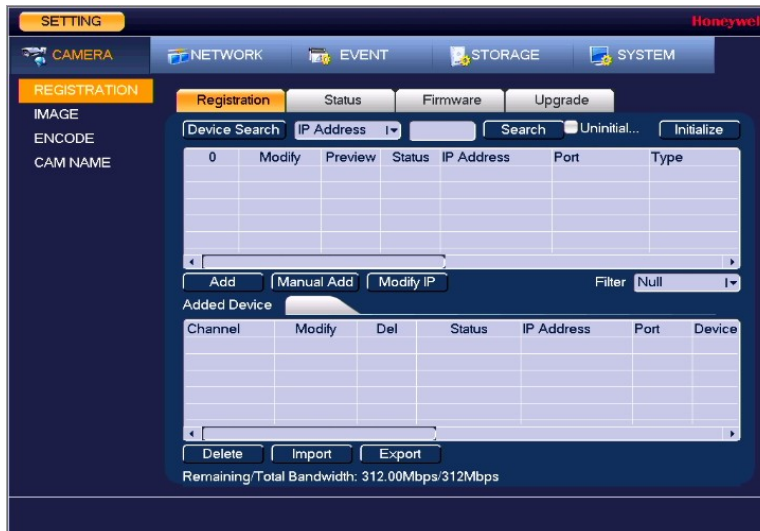 SETTING Honeywel
CAMERA NETWORK EVENT STORAGE SYSTEM
REGISTRATION
IMAGE
ENCODE
CAM NAME
Registration Status Firmware Upgrade
Device Search IP Address Search Uninitial... Initialize
0 Modify Preview Status IP Address Port Type
Add Manual Add Modify IP Filter Null
Added Device
Channel Modify Del Status IP Address Port Device
Delete Import Export
Remaining/Total Bandwidth: 312.00Mbps/312Mbps